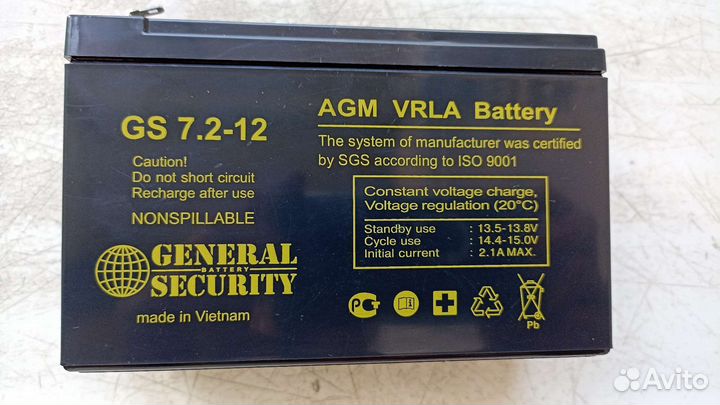 GS 7.2-12
Caution!
Do not short circuit
Recharge after use
NONSPILLABLE
GENERAL
BATTERY
SECURITY
made in Vietnam
AGM VRLA Battery
The system of manufacturer was certified
by SGS according to ISO 9001
Constant voltage charge,
Voltage regulation (20°C)
Standby use : 13.5-13.8V
Cycle use : 14.4-15.0V
Initial current : 2.1A MAX.
Pb
Avito